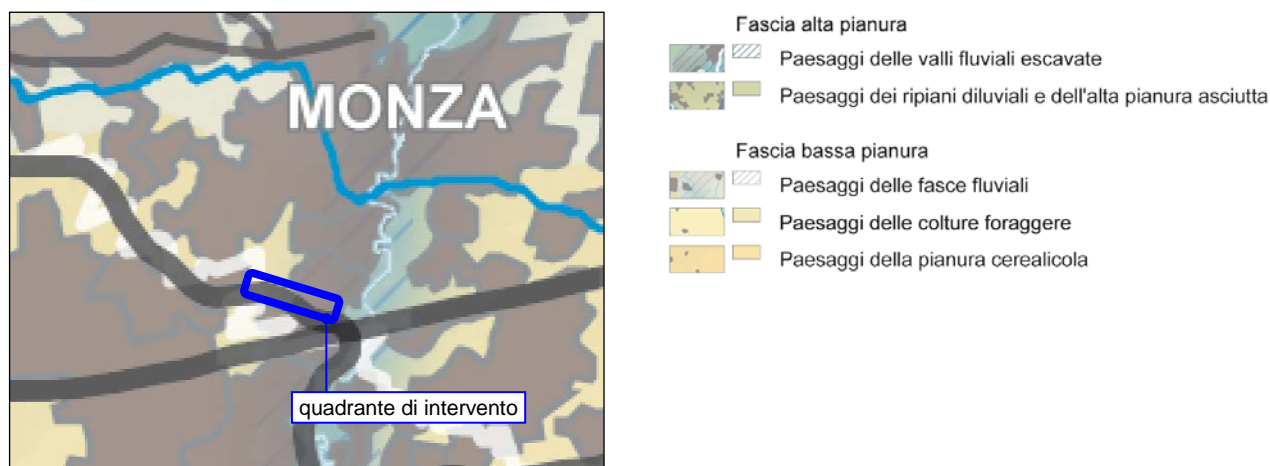 MONZA
quadrante di intervento
Fascia alta pianura
Paesaggi delle valli fluviali escavate
Paesaggi dei ripiani diluviali e dell'alta pianura asciutta
Fascia bassa pianura
Paesaggi delle fasce fluviali
Paesaggi delle colture foraggere
Paesaggi della pianura cerealicola